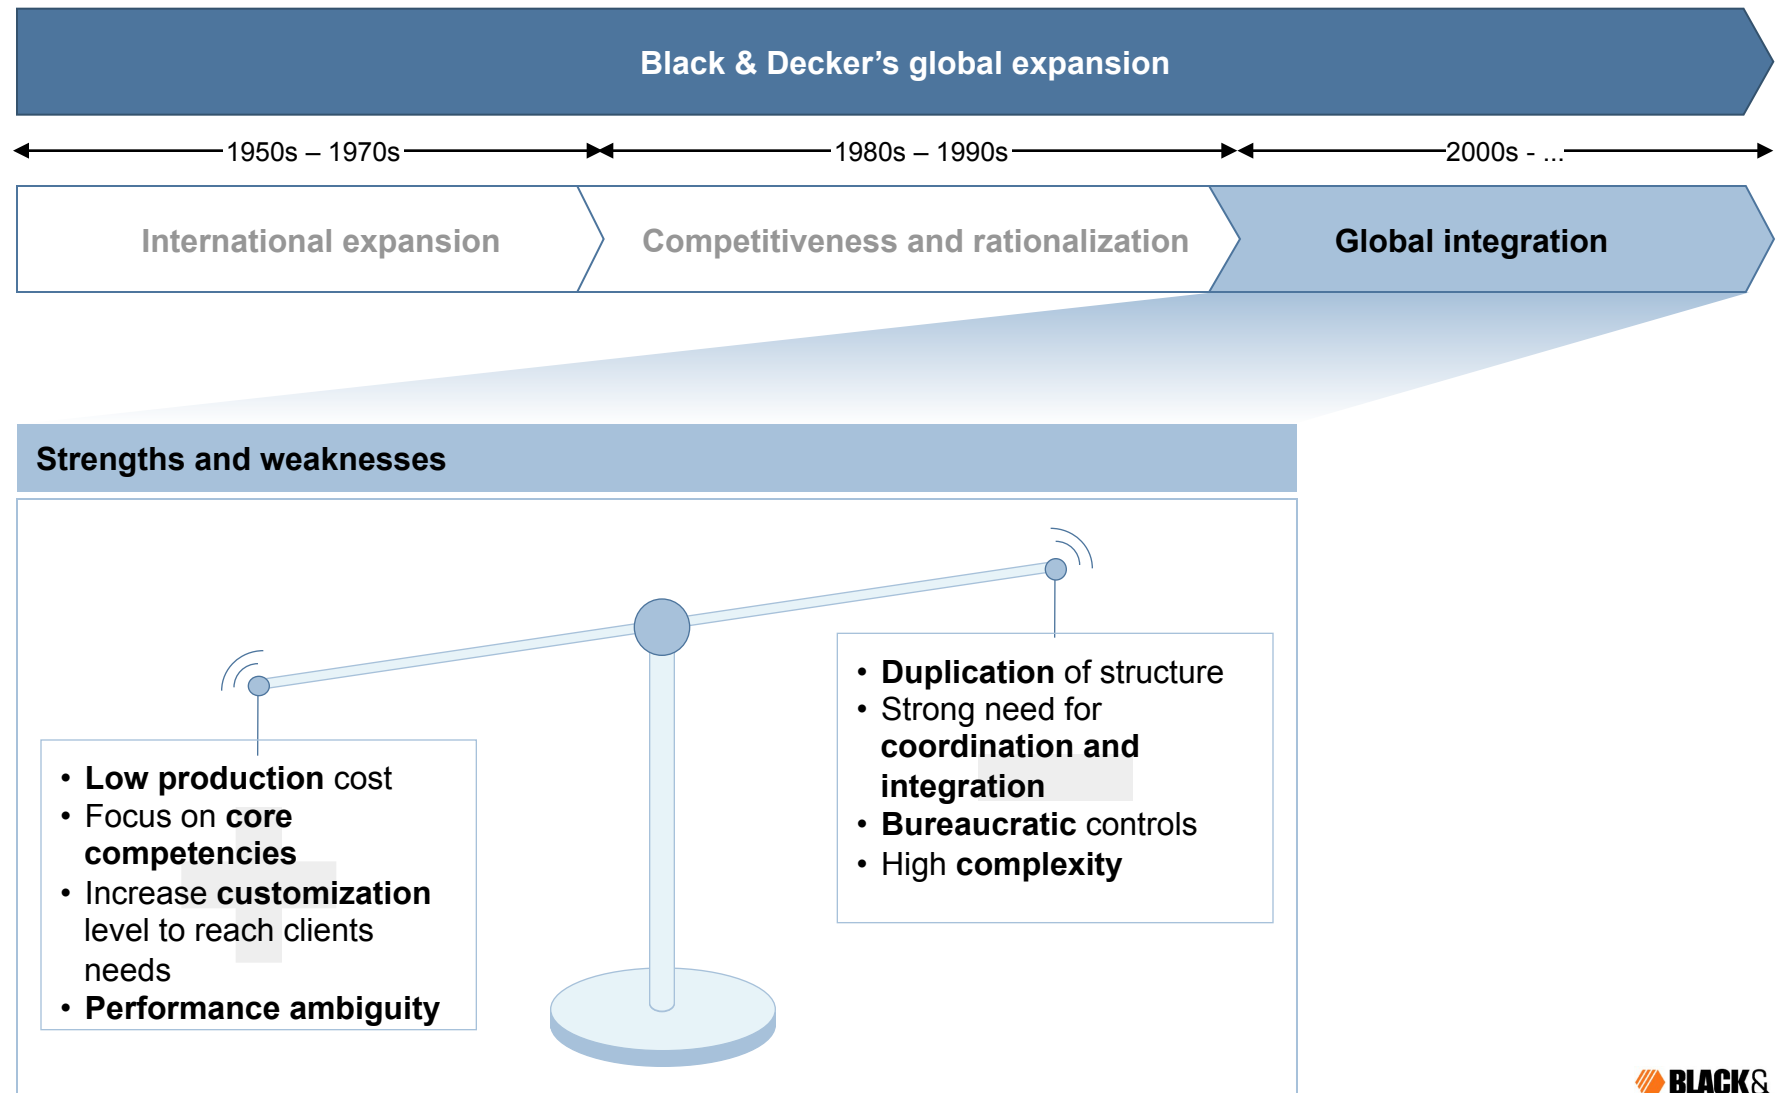 Black & Decker’s global expansion
1950s – 1970s
1980s – 1990s
2000s - ...
International expansion
Competitiveness and rationalization
Global integration
Strengths and weaknesses
• Low production cost
• Focus on core
competencies
• Increase customization
level to reach clients
needs
• Performance ambiguity
• Duplication of structure
• Strong need for
coordination and
integration
• Bureaucratic controls
• High complexity
BLACK&